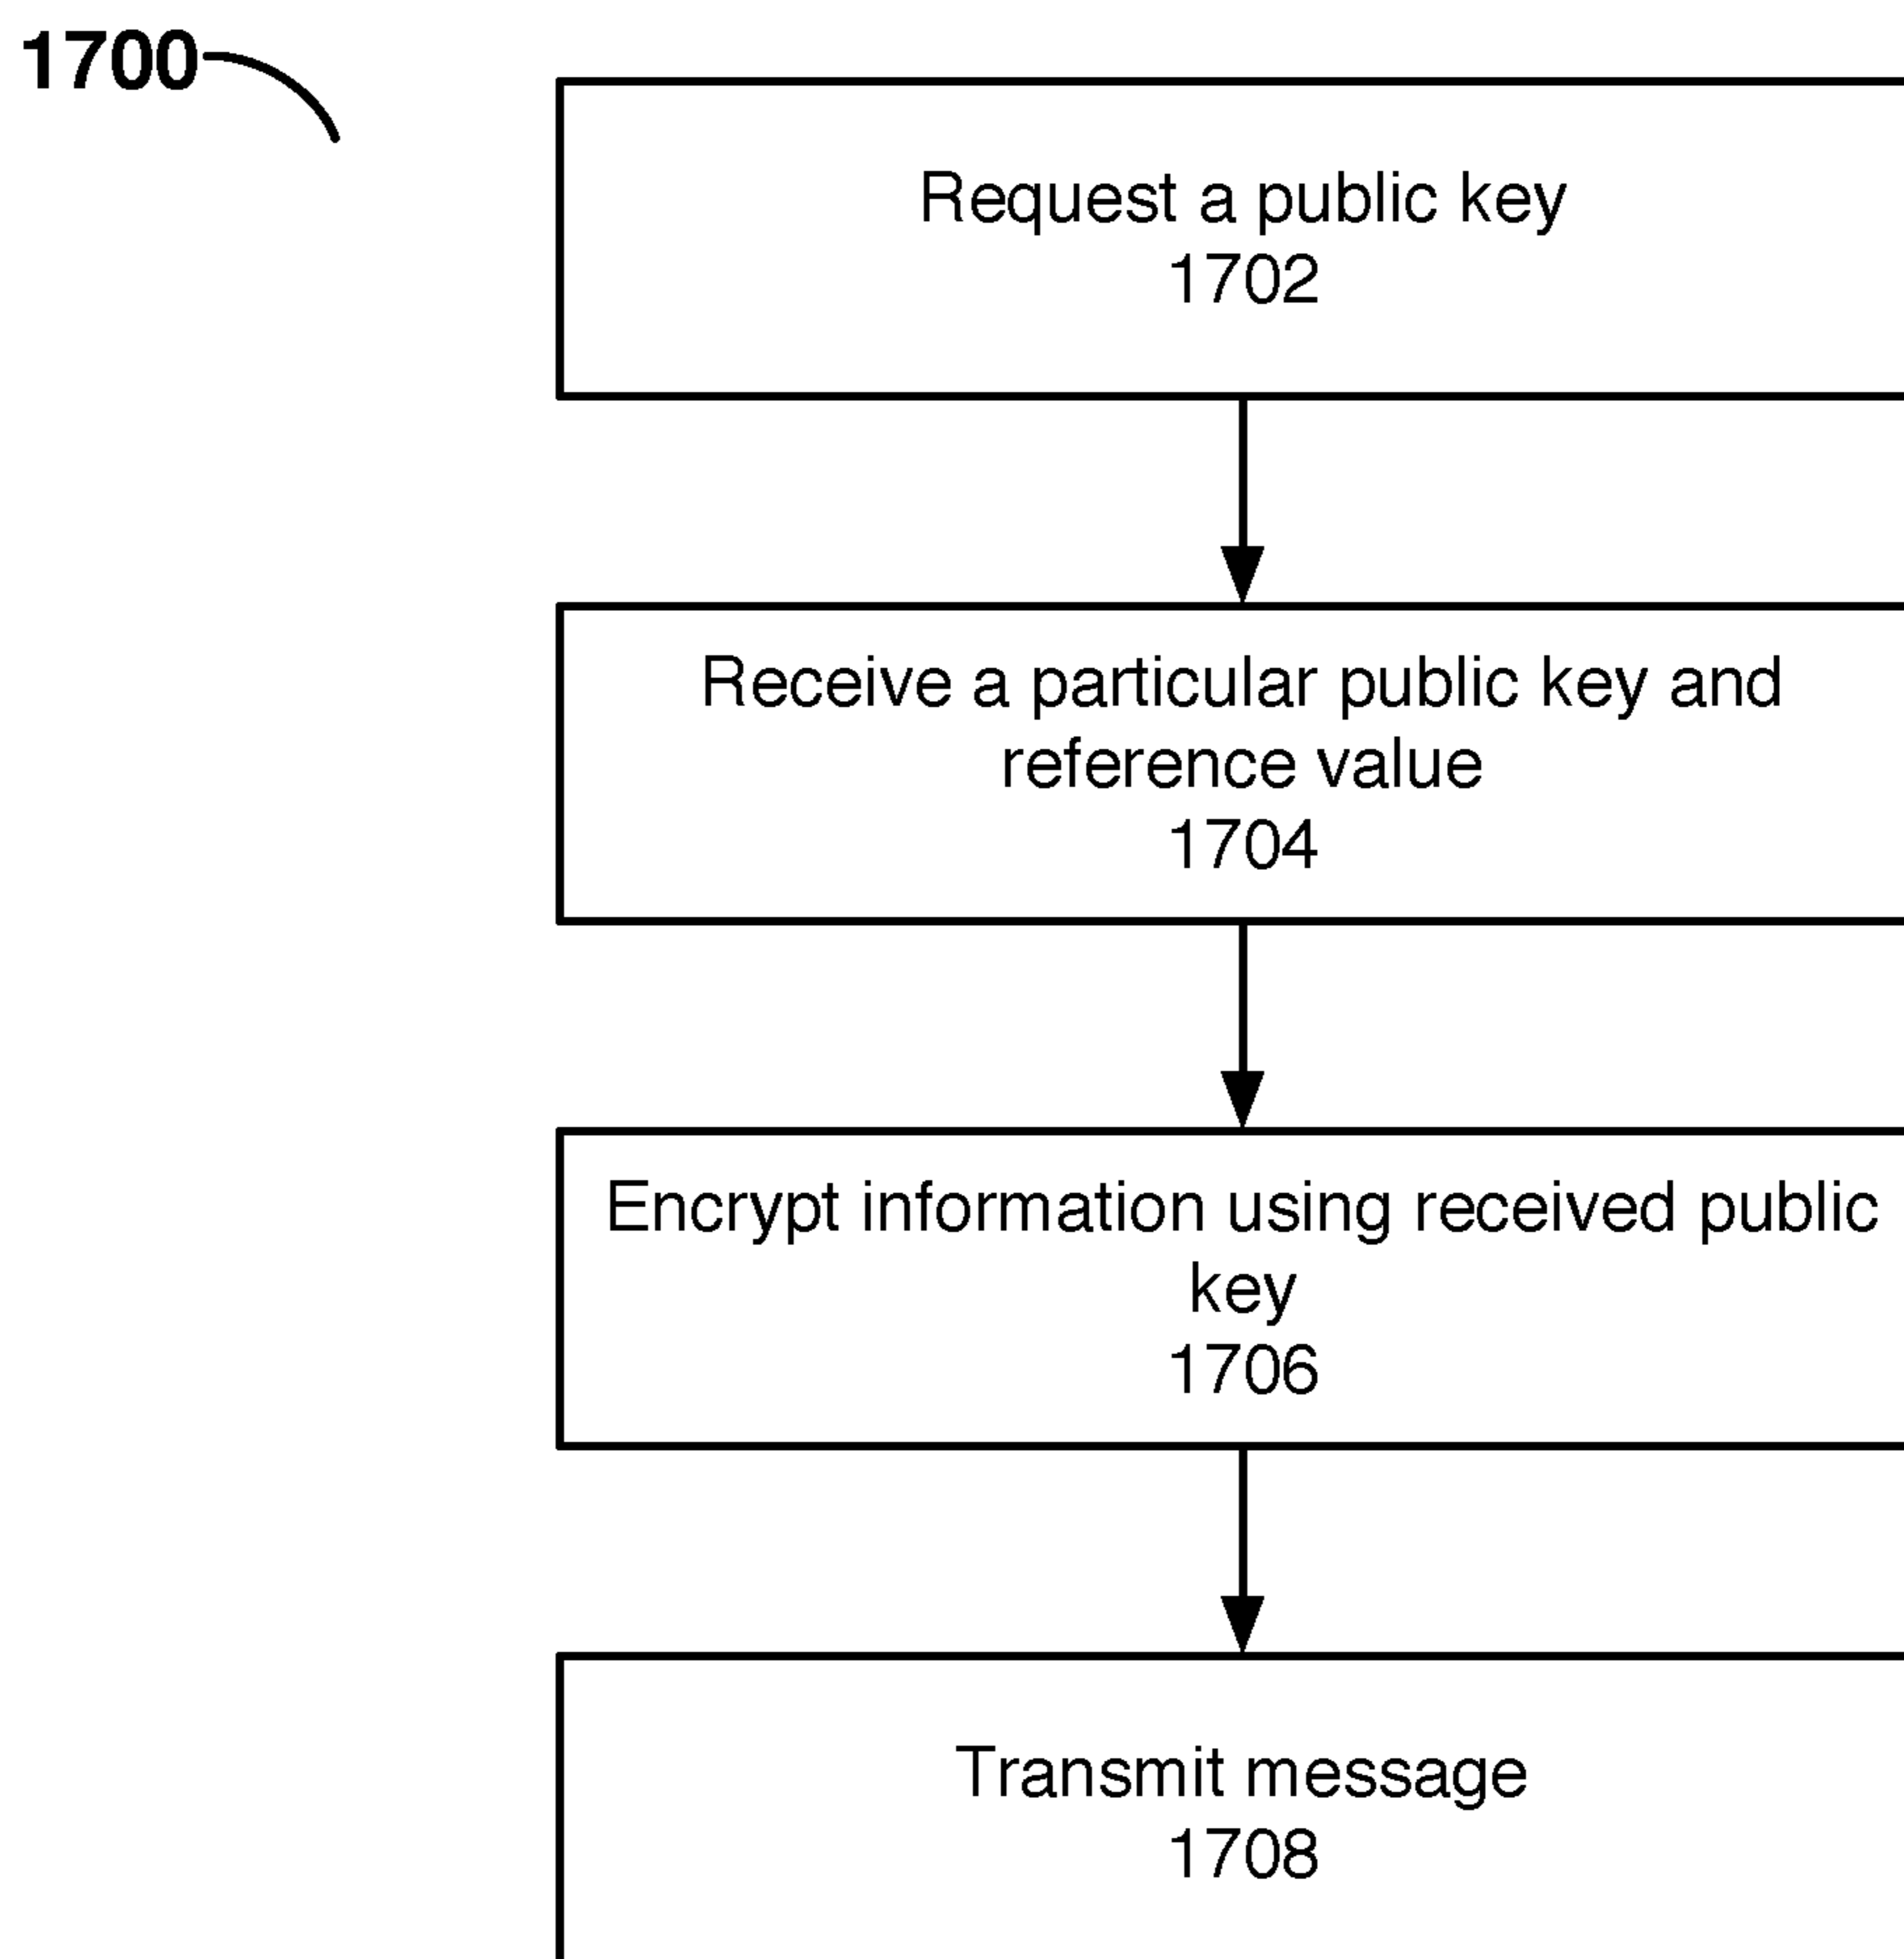 1700
Request a public key
1702
Receive a particular public key and
reference value
1704
Encrypt information using received public
key
1706
Transmit message
1708